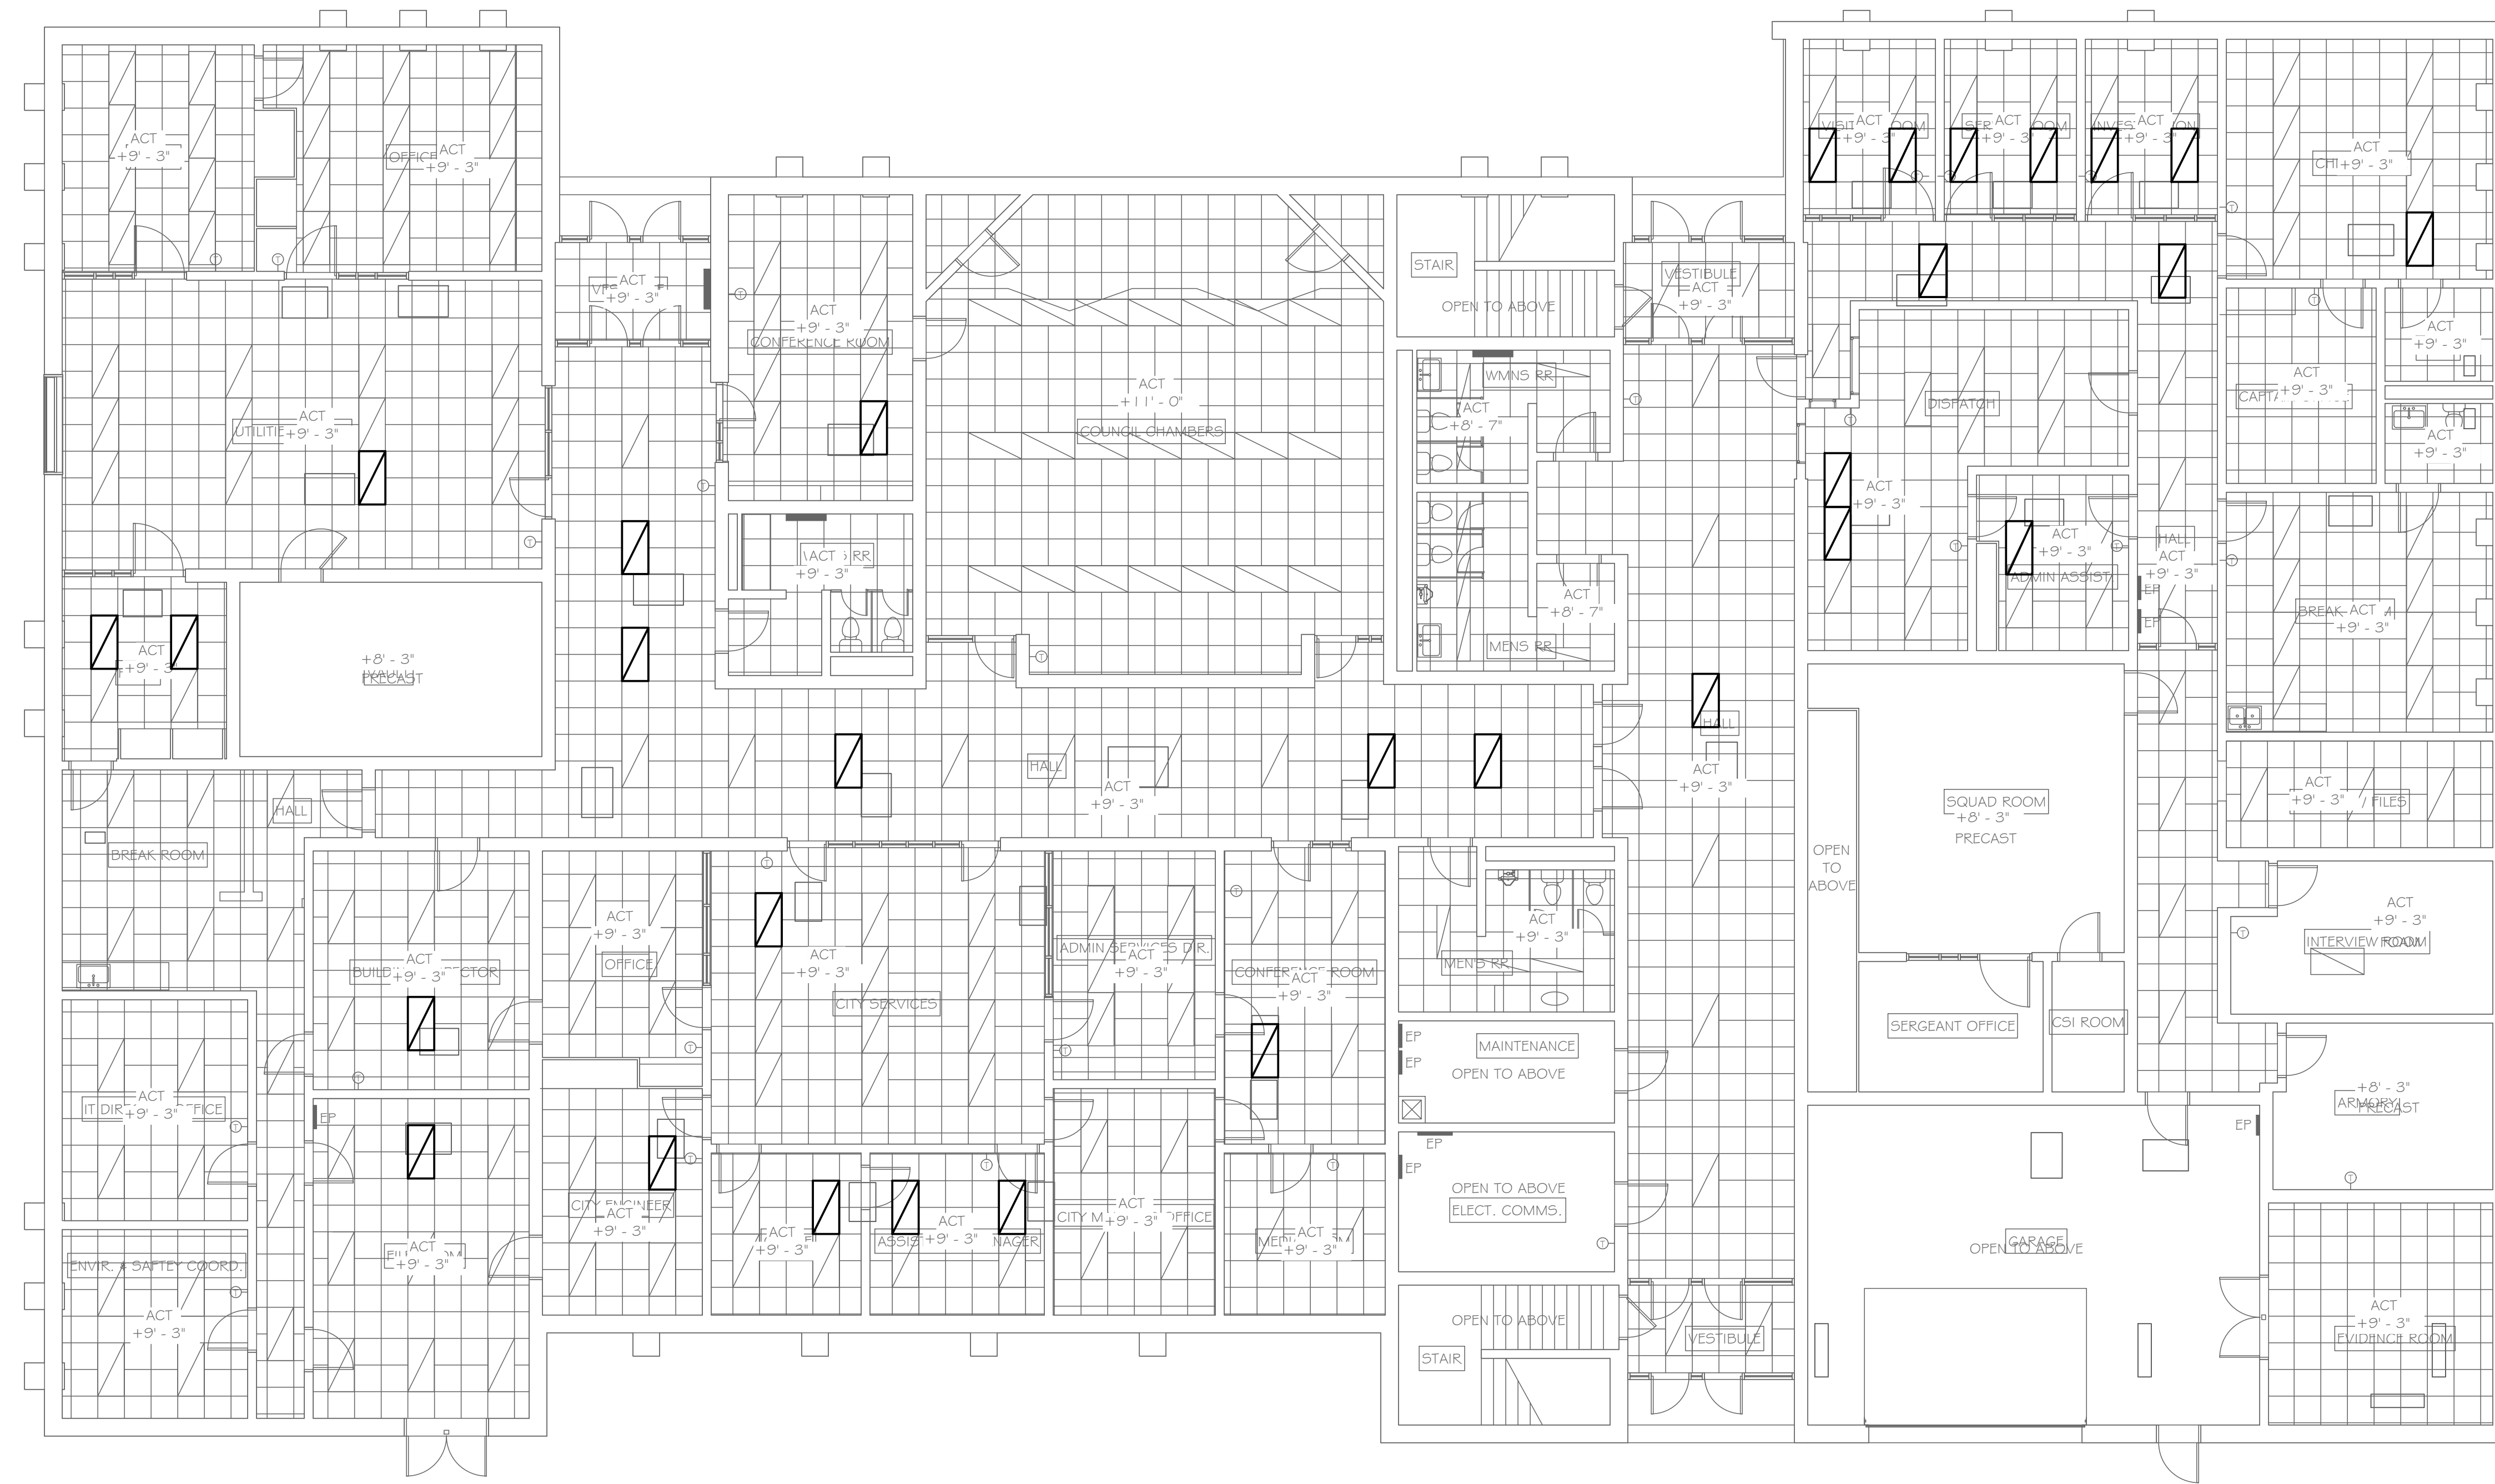 ACT
+9' - 3"
OFFICE
ACT
+9' - 3"
ACT
+9' - 3"
ACT
+9' - 3"
ACT
+9' - 3"
ACT
+9' - 3"
ACT
+9' - 3"
ACT
+9' - 3"
CONFERENCE ROOM
STAIR
OPEN TO ABOVE
VESTIBULE
ACT
+9' - 3"
ACT
+11' - 0"
COUNCIL CHAMBERS
WMNS RR
ACT
+8' - 7"
DISPATCH
ACT
+9' - 3"
ACT
+9' - 3"
ACT
+9' - 3"
UTILITIE
ACT
+9' - 3"
ACT
+9' - 3"
ACT
+9' - 3"
ADMIN ASSIST
HALL
ACT
+9' - 3"
EP
EP
RR
ACT
+9' - 3"
ACT
+8' - 7"
MENS RR
BREAK
ACT
+9' - 3"
ACT
+9' - 3"
+8' - 3"
PRECAST
HALL
HALL
ACT
+9' - 3"
ACT
+9' - 3"
HALL
SQUAD ROOM
+8' - 3"
PRECAST
ACT
+9' - 3"
/ FILES
BREAK ROOM
OPEN
TO
ABOVE
ACT
+9' - 3"
OFFICE
ACT
+9' - 3"
ACT
+9' - 3"
CITY SERVICES
ADMIN SERVICES DIR.
ACT
+9' - 3"
CONFERENCE ROOM
ACT
+9' - 3"
ACT
+9' - 3"
MENS RR
ACT
+9' - 3"
INTERVIEW ROOM
SERGEANT OFFICE
CSI ROOM
EP
EP
MAINTENANCE
OPEN TO ABOVE
ACT
+9' - 3"
EP
+8' - 3"
ARMORY
PRECAST
EP
EP
EP
OPEN TO ABOVE
ELECT. COMMS.
CITY ENGINEER
ACT
+9' - 3"
ACT
+9' - 3"
ACT
+9' - 3"
ACT
+9' - 3"
ACT
+9' - 3"
ACT
+9' - 3"
GARAGE
OPEN TO ABOVE
ENVIR. & SAFTEY COORD.
ACT
+9' - 3"
OPEN TO ABOVE
STAIR
VESTIBULE
ACT
+9' - 3"
EVIDENCE ROOM